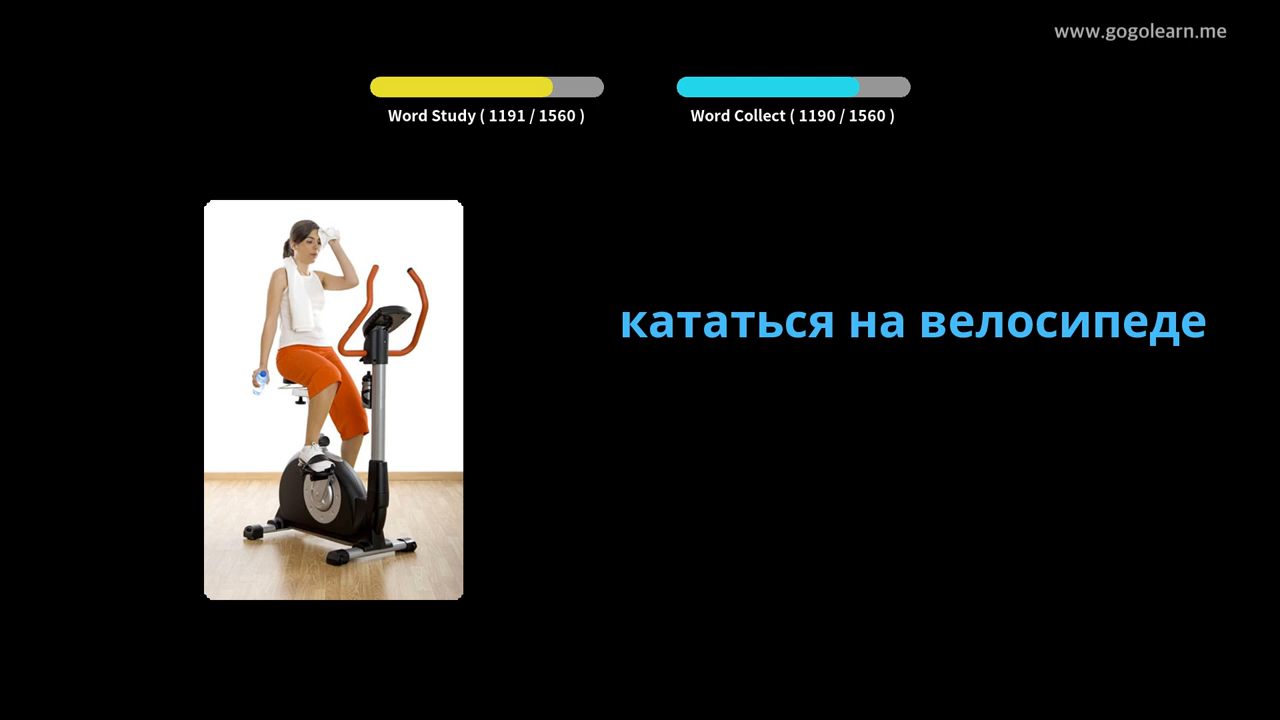 www.gogolearn.me
Word Study ( 1191 / 1560 )
Word Collect ( 1190 / 1560 )
кататься на велосипеде